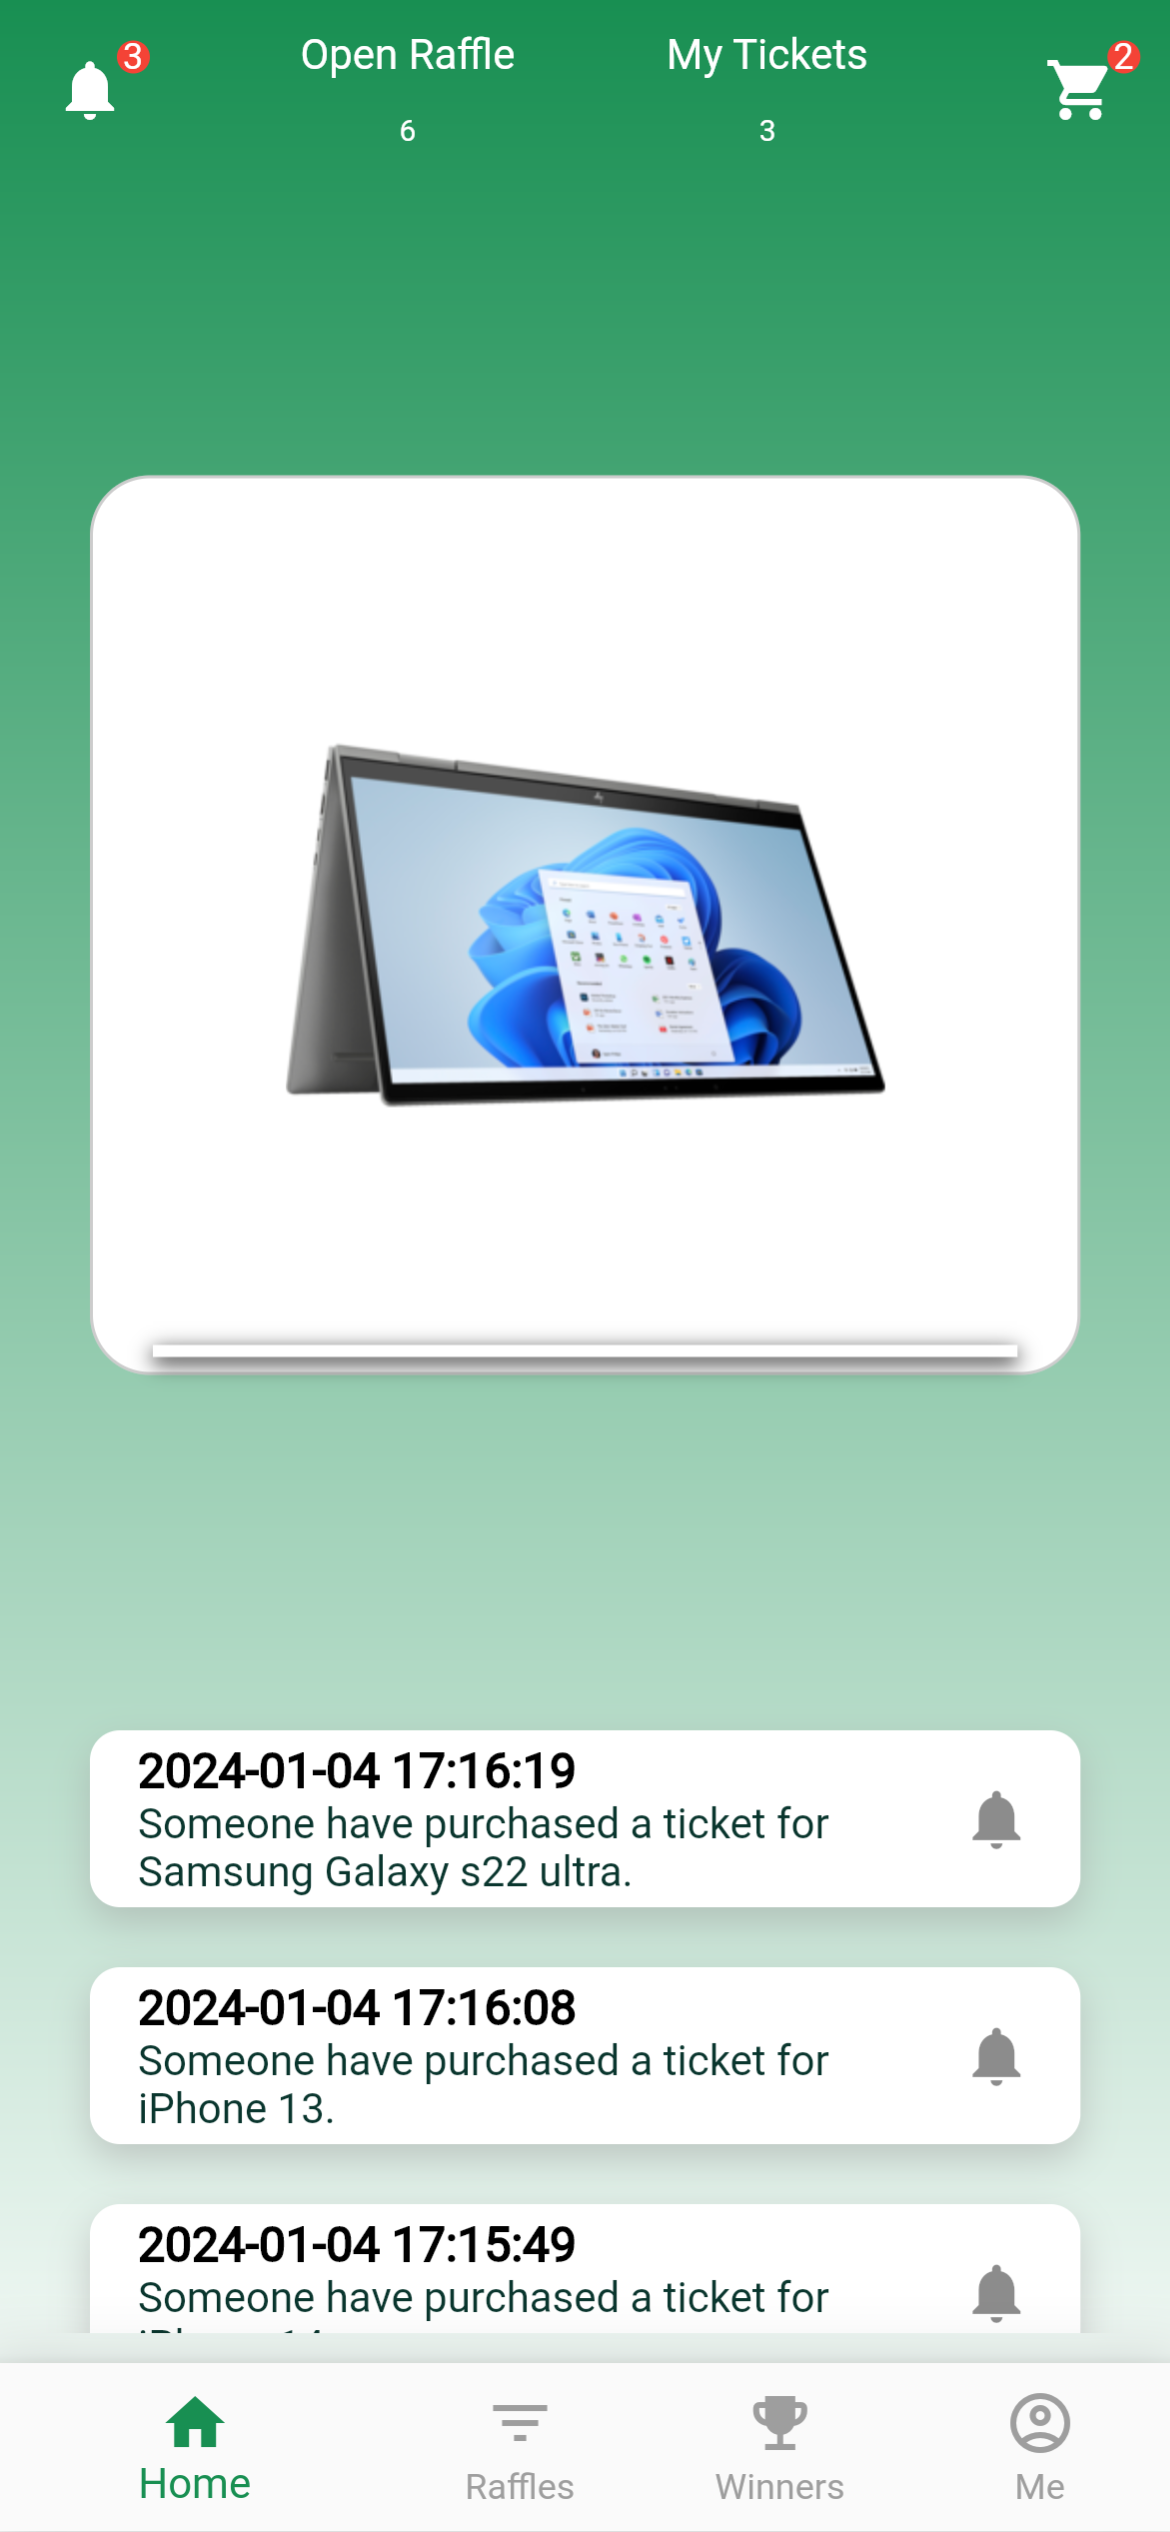 3
Open Raffle
My Tickets
2
6
3
2024-01-04 17:16:19
Someone have purchased a ticket for
Samsung Galaxy s22 ultra.
2024-01-04 17:16:08
Someone have purchased a ticket for
iPhone 13.
2024-01-04 17:15:49
Someone have purchased a ticket for
Home
Raffles
Winners
Me